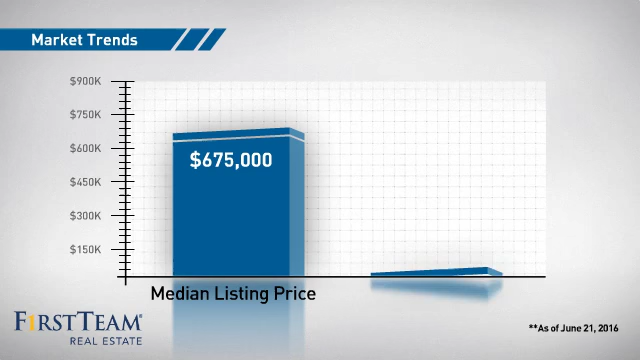 Market Trends
$900K
$750K
$600K
$450K
$300K
$150K
$675,000
Median Listing Price
FIRSTTEAM®
REAL ESTATE
**As of June 21, 2016